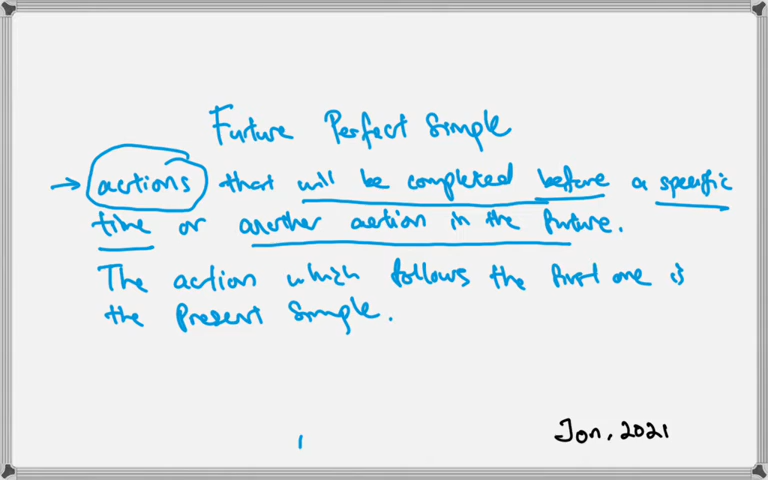 Future Perfect Simple
→ actions that will be completed before a specific
time or another action in the future.
The action which follows the first one is
the Present Simple.
Jon, 2021